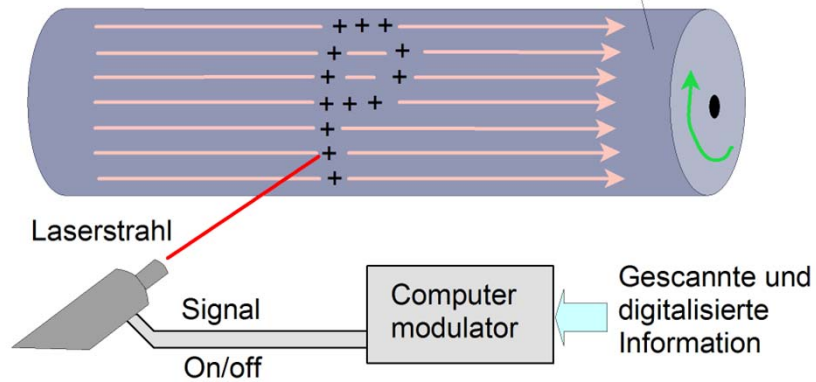 + + +
+ +
+ +
+ + +
+
+
+
Laserstrahl
Signal
On/off
Computer
modulator
Gescannte und
digitalisierte
Information